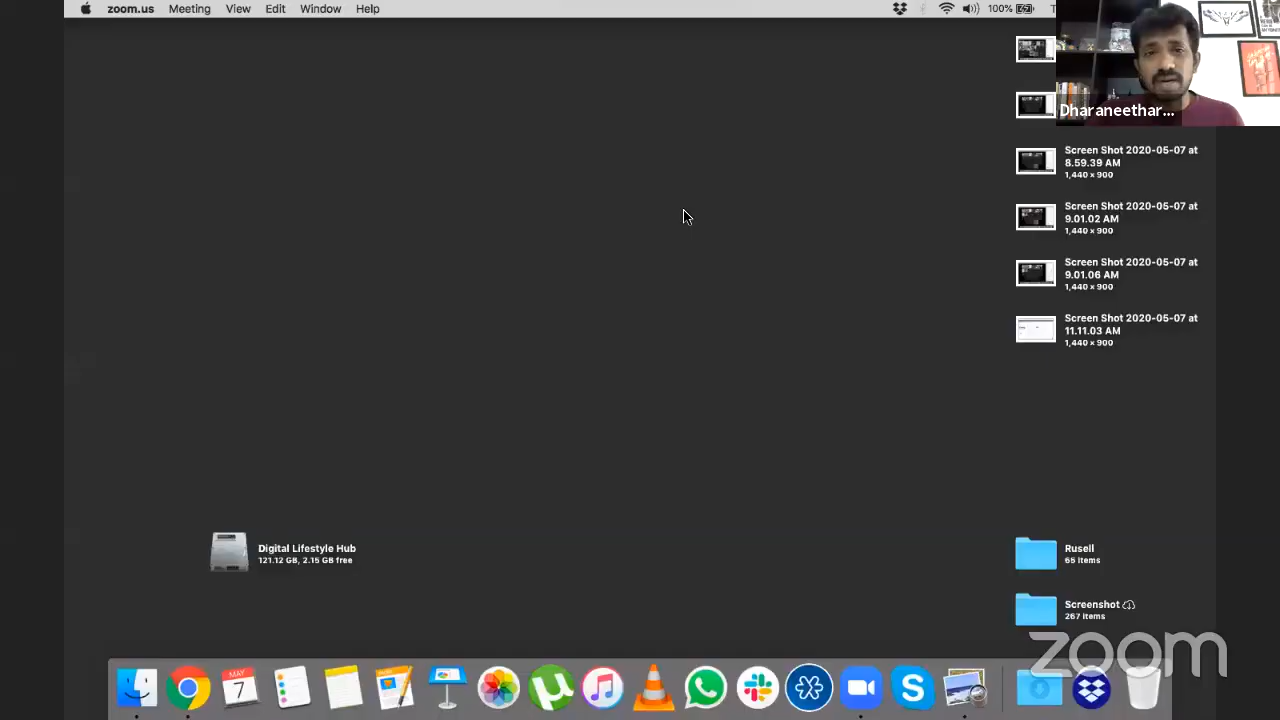 zoom.us Meeting View Edit Window Help 100%
Dharaneethar...
Screen Shot 2020-05-07 at
8.59.39 AM
1,440 × 900
Screen Shot 2020-05-07 at
9.01.02 AM
1,440 × 900
Screen Shot 2020-05-07 at
9.01.06 AM
1,440 × 900
Screen Shot 2020-05-07 at
11.11.03 AM
1,440 × 900
Digital Lifestyle Hub
121.12 GB, 2.15 GB free
Rusell
65 items
Screenshot
267 items
zoom
MAY
7